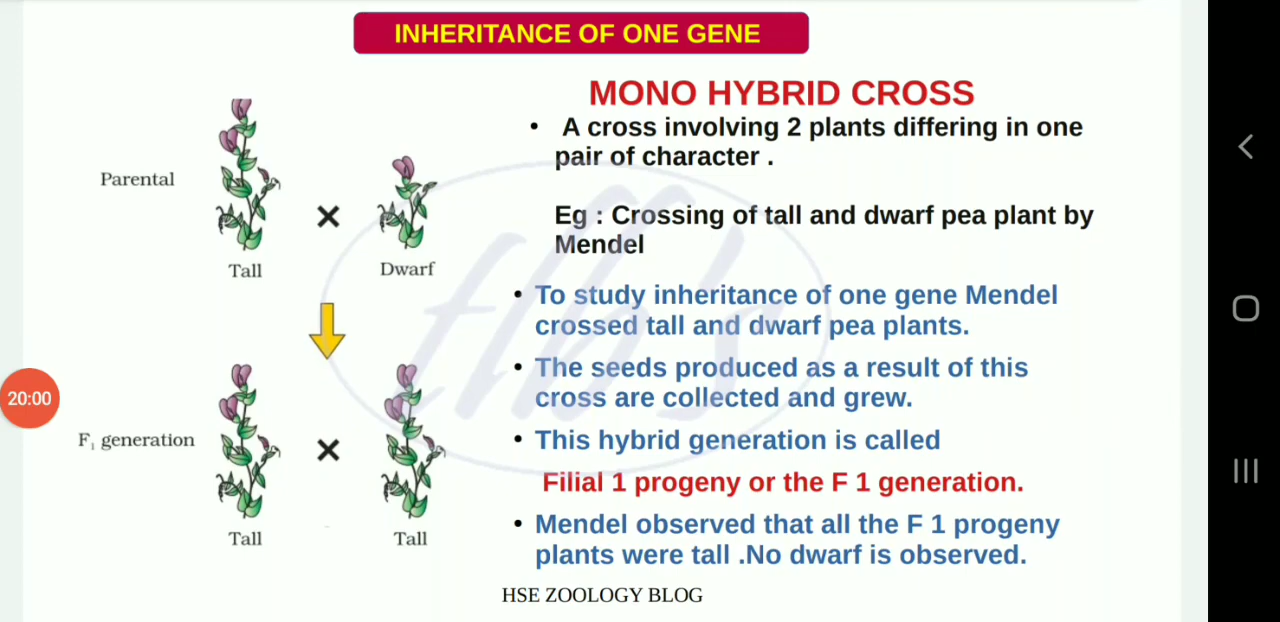 INHERITANCE OF ONE GENE
MONO HYBRID CROSS
• A cross involving 2 plants differing in one
pair of character .
Eg : Crossing of tall and dwarf pea plant by
Mendel
• To study inheritance of one gene Mendel
crossed tall and dwarf pea plants.
• The seeds produced as a result of this
cross are collected and grew.
• This hybrid generation is called
Filial 1 progeny or the F 1 generation.
• Mendel observed that all the F 1 progeny
plants were tall .No dwarf is observed.
HSE ZOOLOGY BLOG
Parental
×
Tall
Dwarf
20:00
F₁ generation
×
Tall
Tall